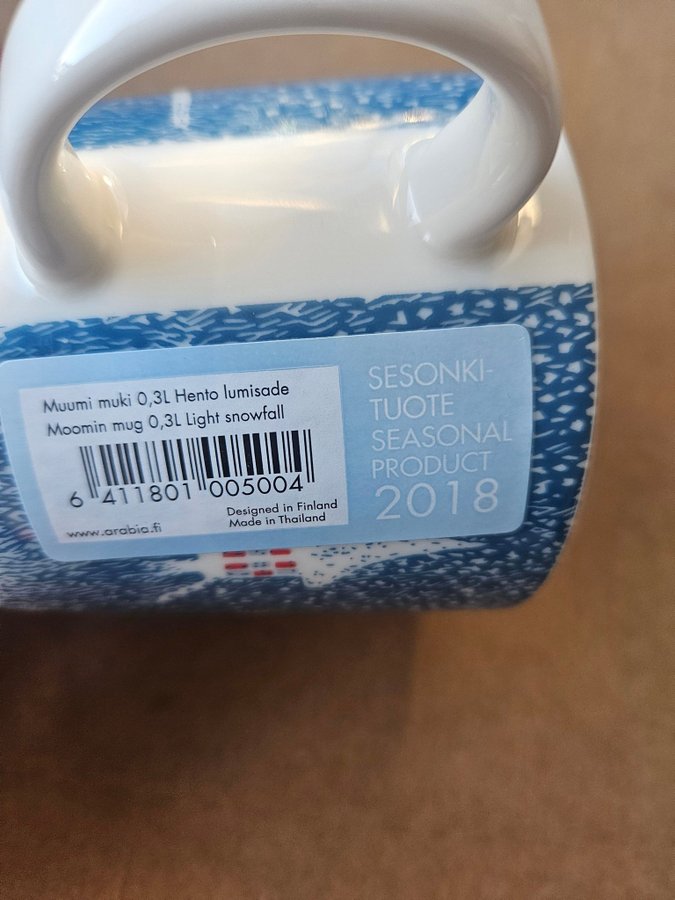 Muumi muki 0,3L Hento lumisade
Moomin mug 0,3L Light snowfall
6 411801 005004
Designed in Finland
Made in Thailand
www.arabia.fi
SESONKI-
TUOTE
SEASONAL
PRODUCT
2018